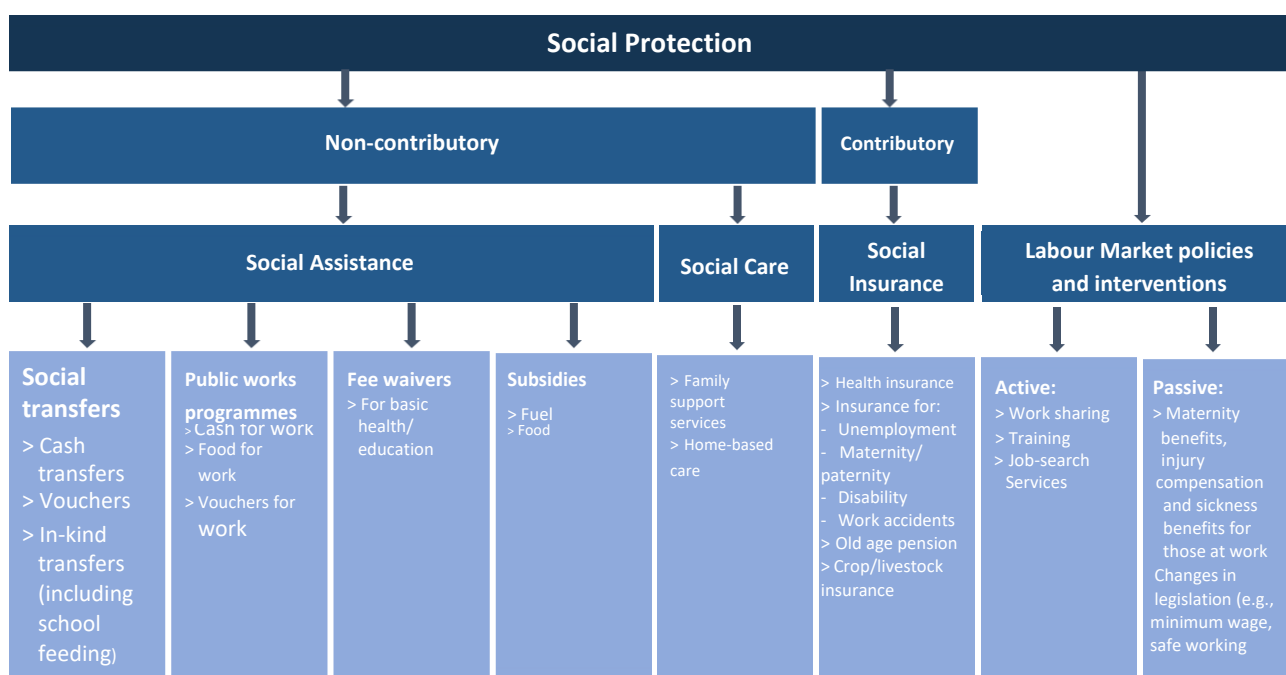 Social Protection
Non-contributory
Contributory
Social Assistance
Social Care
Social
Insurance
Labour Market policies
and interventions
Social
transfers
> Cash
transfers
> Vouchers
> In-kind
transfers
(including
school
feeding)
Public works
programmes
> Cash for work
> Food for
work
> Vouchers for
work
Fee waivers
> For basic
health/
education
Subsidies
> Fuel
> Food
> Family
support
services
> Home-based
care
> Health insurance
> Insurance for:
- Unemployment
- Maternity/
paternity
- Disability
- Work accidents
> Old age pension
> Crop/livestock
insurance
Active:
> Work sharing
> Training
> Job-search
Services
Passive:
> Maternity
benefits,
injury
compensation
and sickness
benefits for
those at work
Changes in
legislation (e.g.,
minimum wage,
safe working